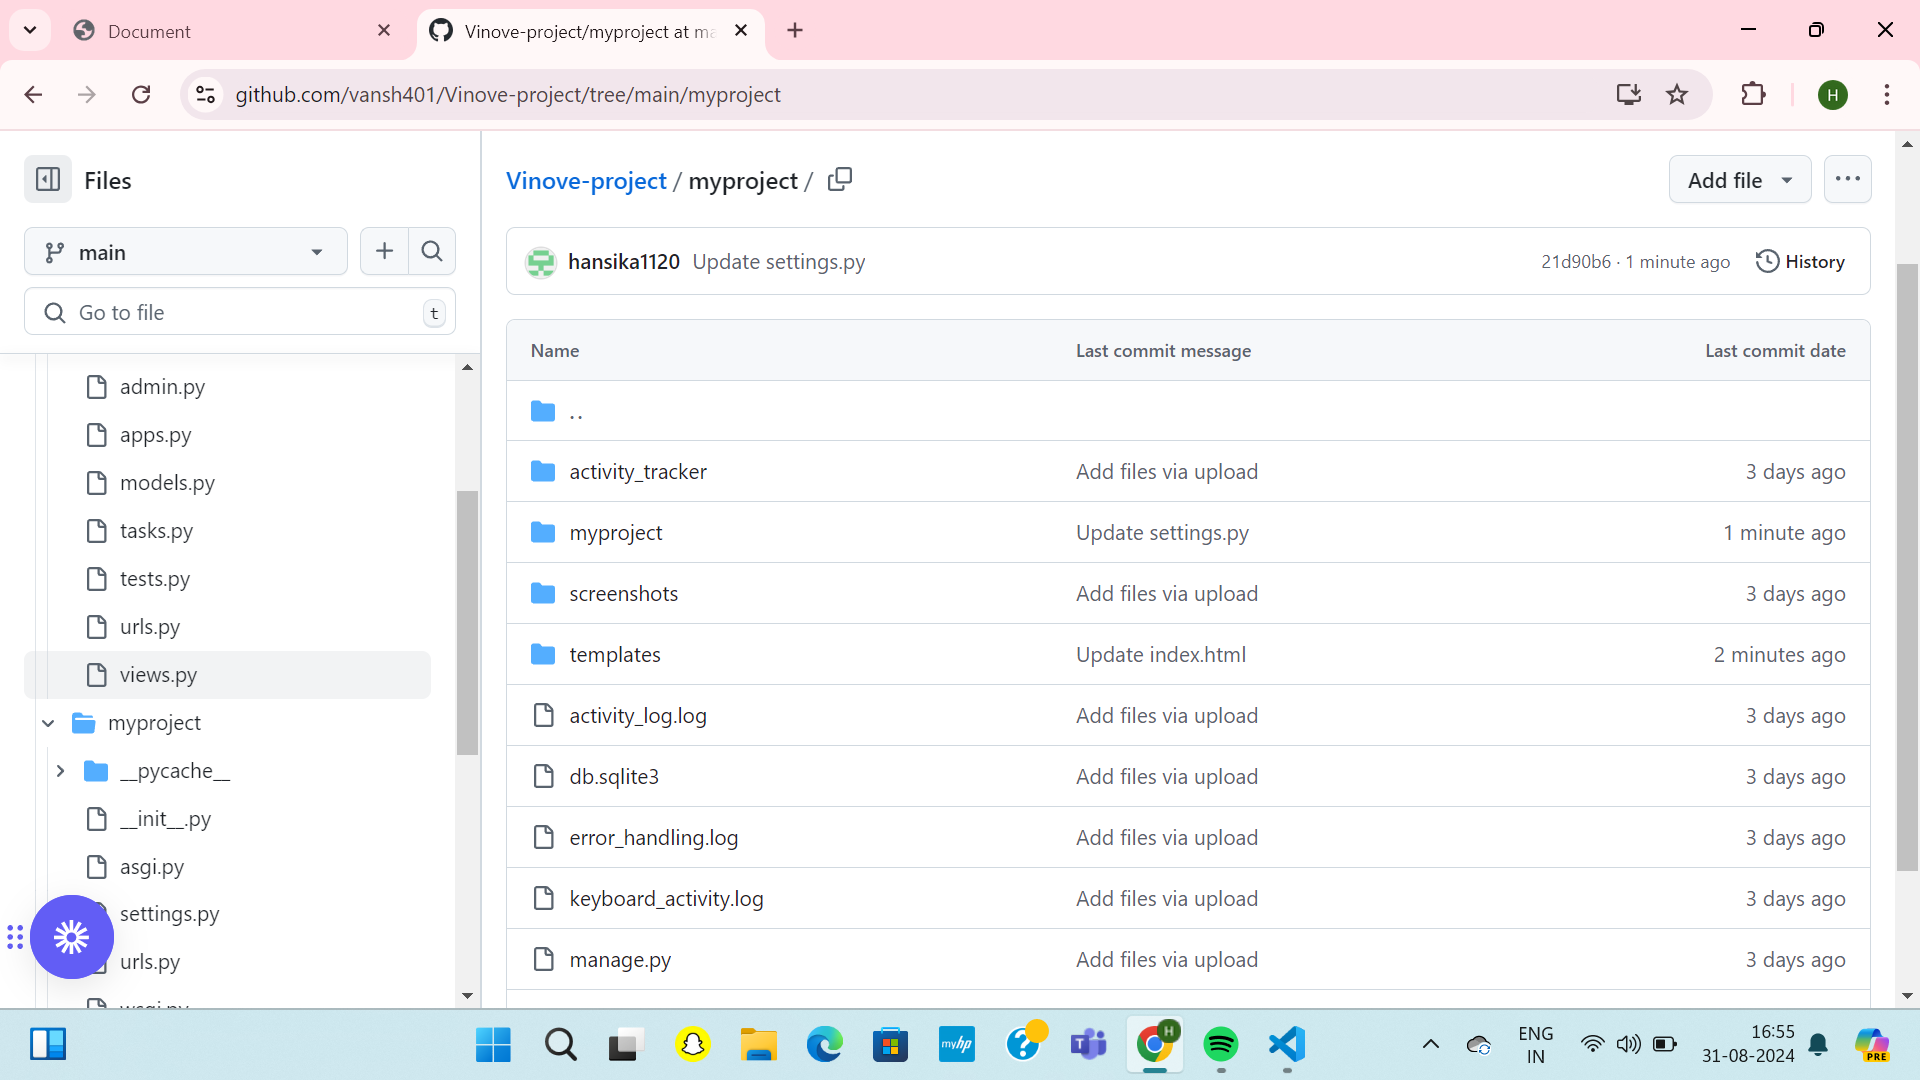 Document
Vinove-project/myproject at ma
github.com/vansh401/Vinove-project/tree/main/myproject
H
Files
main
Go to file
t
admin.py
apps.py
models.py
tasks.py
tests.py
urls.py
views.py
myproject
__pycache__
__init__.py
asgi.py
settings.py
urls.py
wsgi.py
Vinove-project / myproject /
Add file
hansika1120 Update settings.py
21d90b6 · 1 minute ago
History
Name Last commit message Last commit date
..
activity_tracker Add files via upload 3 days ago
myproject Update settings.py 1 minute ago
screenshots Add files via upload 3 days ago
templates Update index.html 2 minutes ago
activity_log.log Add files via upload 3 days ago
db.sqlite3 Add files via upload 3 days ago
error_handling.log Add files via upload 3 days ago
keyboard_activity.log Add files via upload 3 days ago
manage.py Add files via upload 3 days ago
myhp
?
T
H
ENG
IN
16:55
31-08-2024
PRE